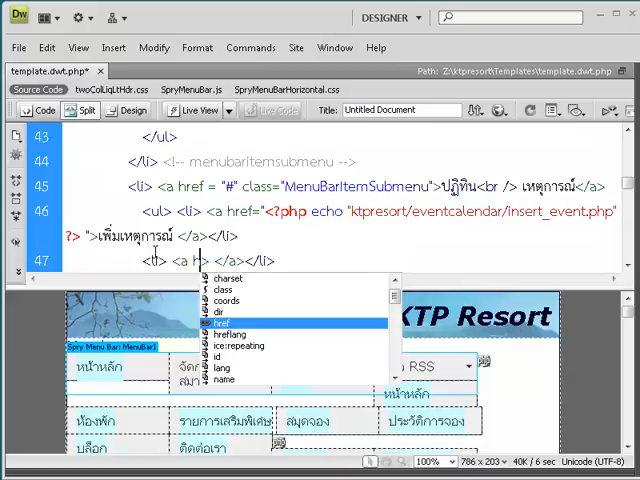 Dw DESIGNER
File Edit View Insert Modify Format Commands Site Window Help
template.dwt.php* Path: Z:\ktpresort\Templates\template.dwt.php
Source Code twoColLiqLtHdr.css SpryMenuBar.js SpryMenuBarHorizontal.css
Code Split Design Live View Live Code Title: Untitled Document
43 </ul>
44 </li> <!-- menubaritemsubmenu -->
45 <li> <a href = "#" class="MenuBarItemSubmenu">ปฏิทิน<br /> เหตุการณ์</a>
46 <ul> <li> <a href="<?php echo "ktpresort/eventcalendar/insert_event.php"
?> ">เพิ่มเหตุการณ์ </a></li>
47 <li> <a h> </a></li>
charset
class
coords
dir
href
hreflang
ice:repeating
id
lang
name
KTP Resort
Spry Menu Bar: MenuBar1
หน้าหลัก RSS
หน้าหลัก
ห้องพัก รายการเสริมพิเศษ สมุดจอง ประวัติการจอง
บล็อก ติดต่อเรา
100% 786 x 203 40K / 6 sec Unicode (UTF-8)